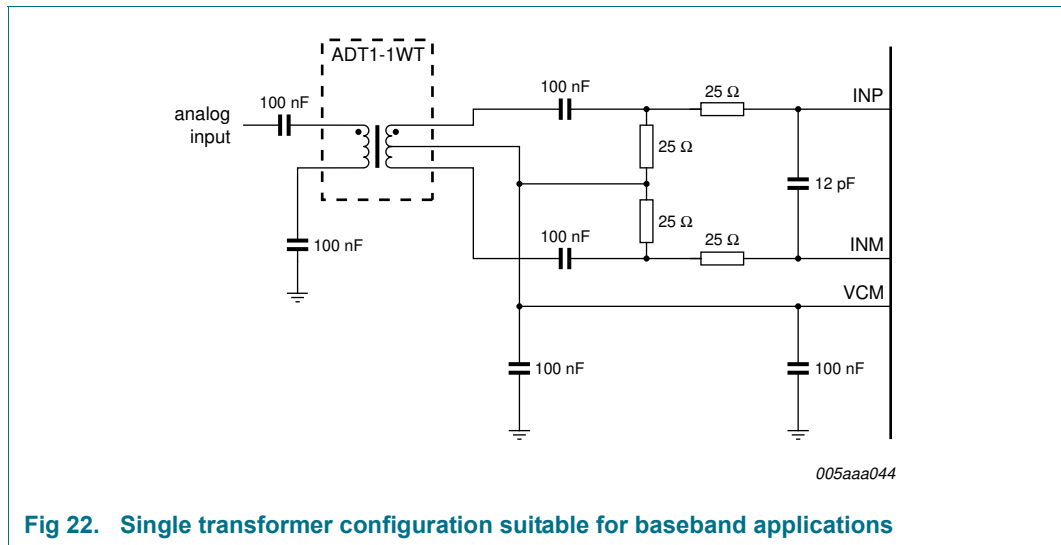 ADT1-1WT
analog
input
100 nF
100 nF
100 nF
25 Ω
INP
25 Ω
12 pF
25 Ω
100 nF
25 Ω
INM
VCM
100 nF
100 nF
005aaa044
Fig 22. Single transformer configuration suitable for baseband applications